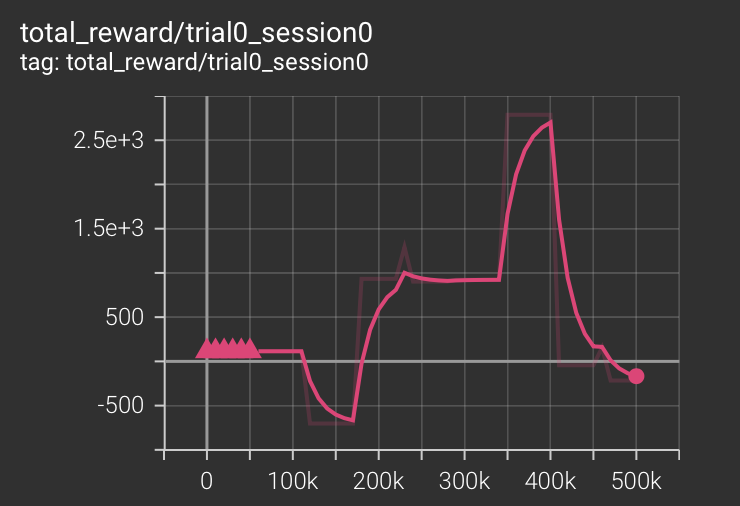 total_reward/trial0_session0
tag: total_reward/trial0_session0
2.5e+3
1.5e+3
500
-500
0 100k 200k 300k 400k 500k